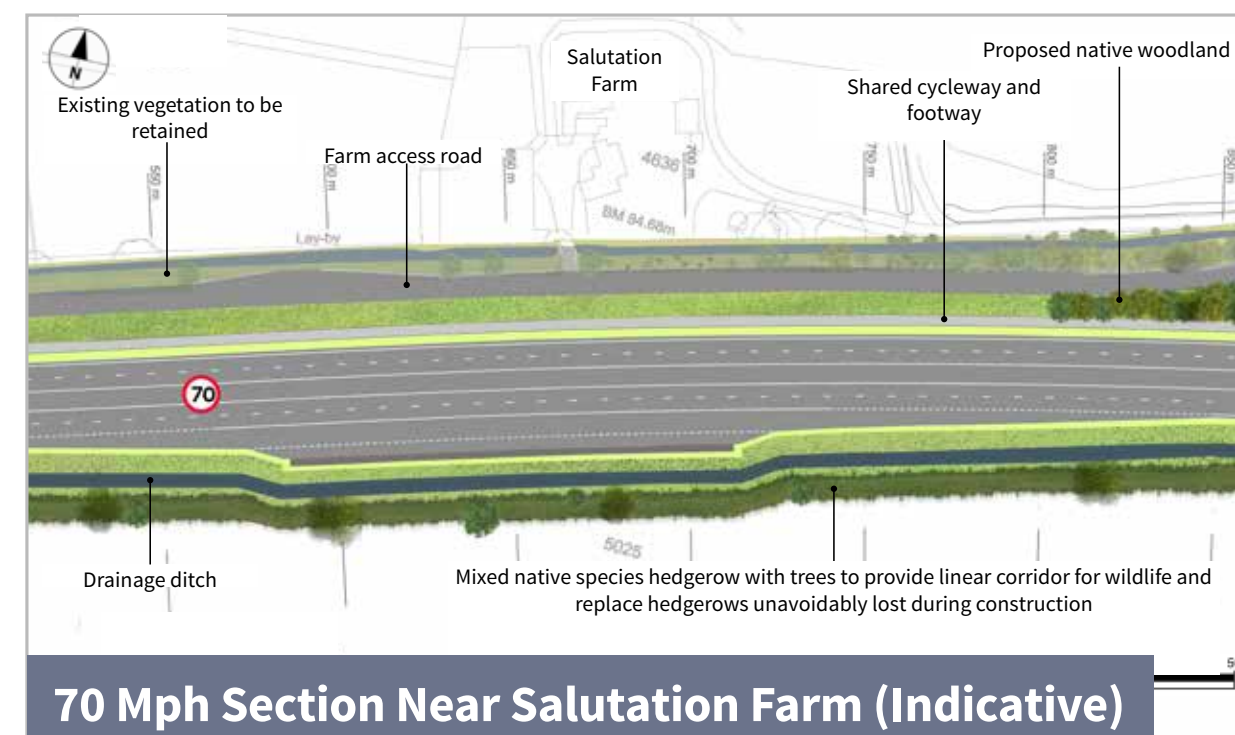 N
Existing vegetation to be
retained
Farm access road
Salutation
Farm
Shared cycleway and
footway
Proposed native woodland
550 m
00 m
650 m
4636
700 m
750 m
800 m
850 m
BM 84.68m
Lay-by
70
5025
Drainage ditch
Mixed native species hedgerow with trees to provide linear corridor for wildlife and
replace hedgerows unavoidably lost during construction
70 Mph Section Near Salutation Farm (Indicative)